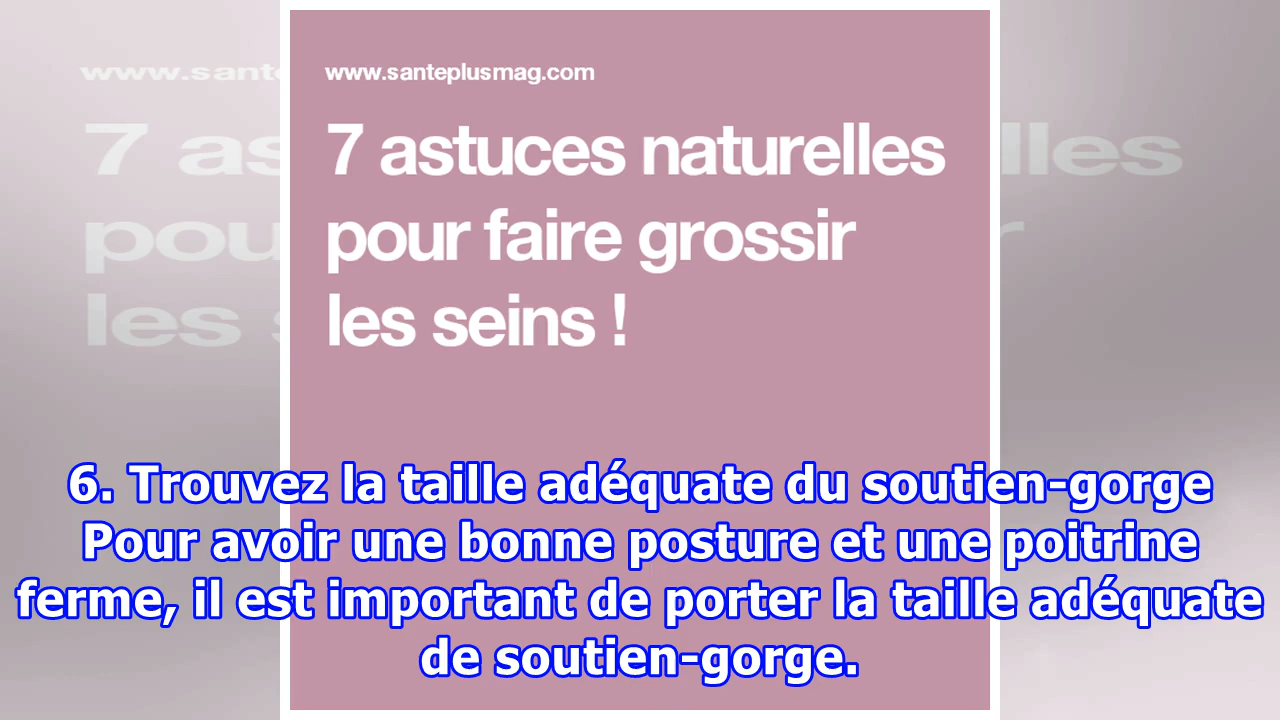 www.santeplusmag.com
7 astuces naturelles
pour faire grossir
les seins !
6. Trouvez la taille adéquate du soutien-gorge
Pour avoir une bonne posture et une poitrine
ferme, il est important de porter la taille adéquate
de soutien-gorge.